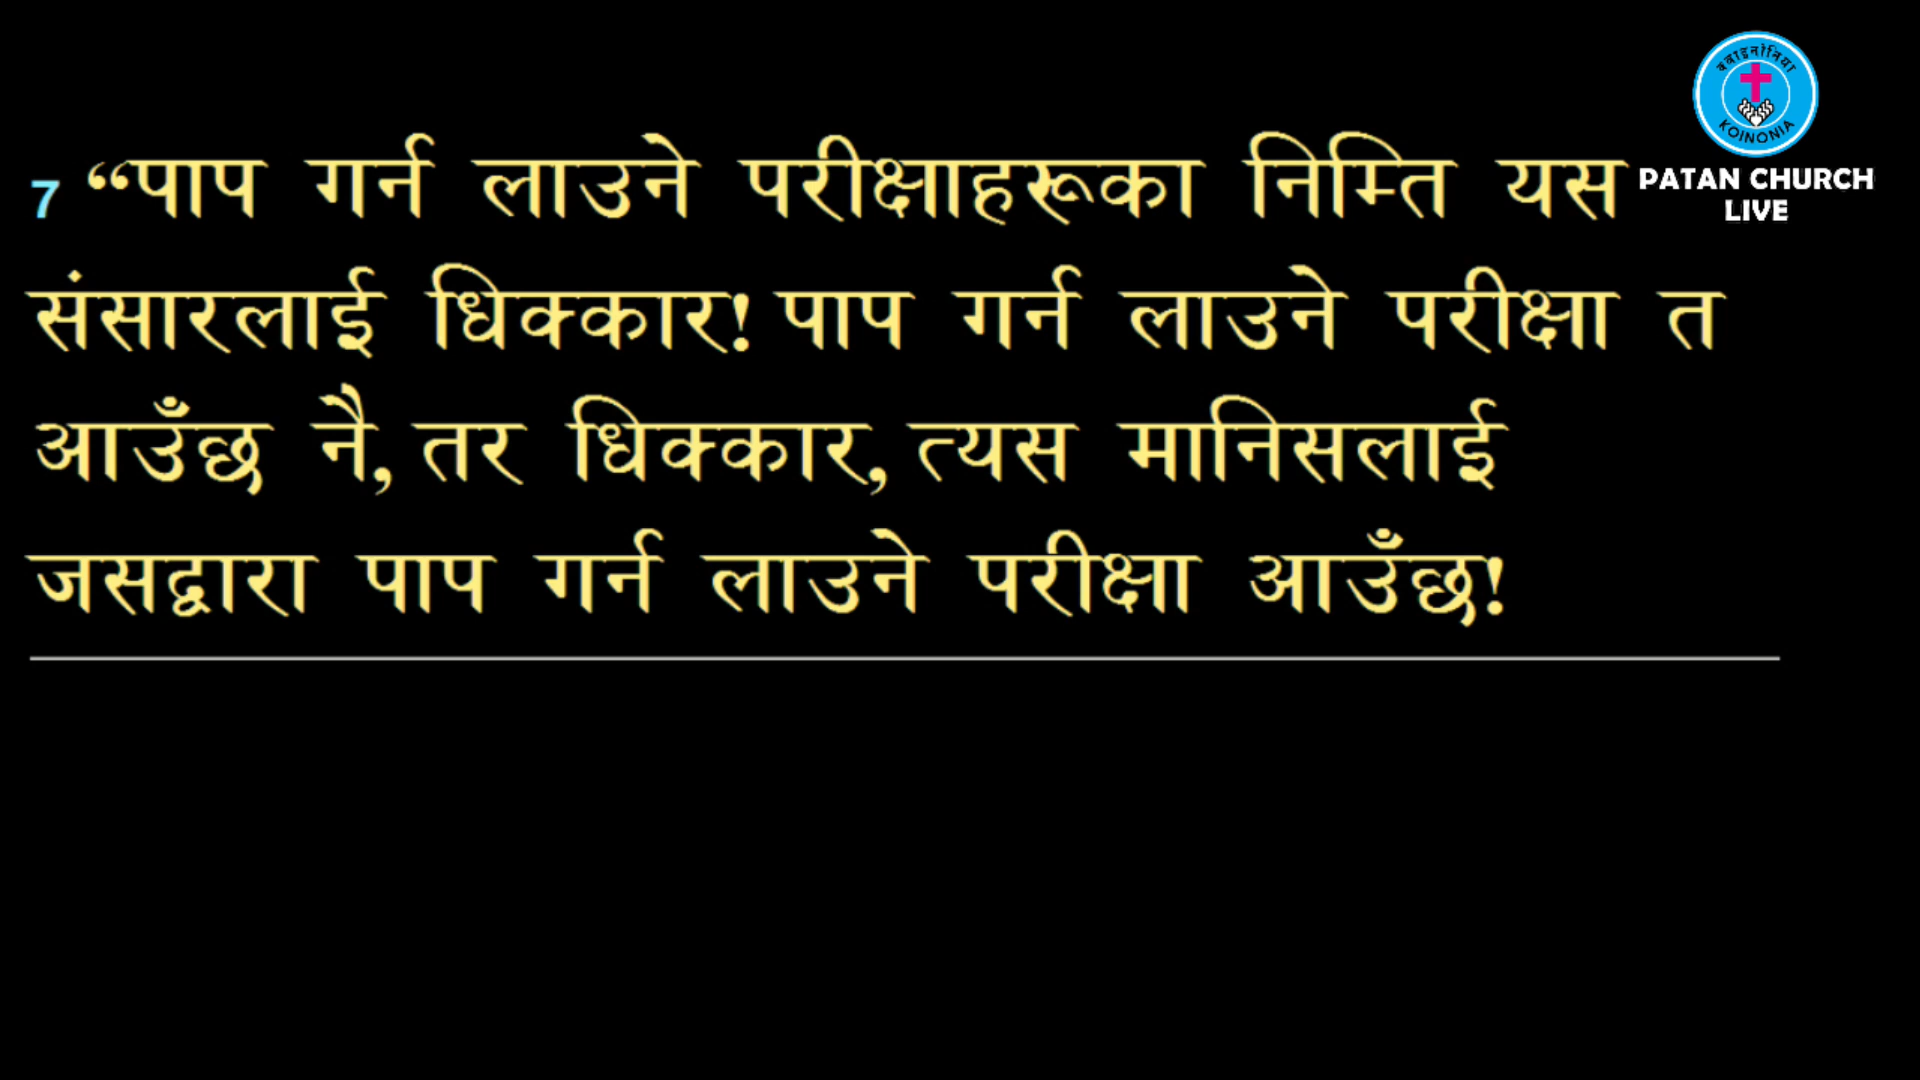 क्वाइनोनिया
KOINONIA
PATAN CHURCH
LIVE
7 “पाप गर्न लाउने परीक्षाहरूका निम्ति यस
संसारलाई धिक्कार! पाप गर्न लाउने परीक्षा त
आउँछ नै, तर धिक्कार, त्यस मानिसलाई
जसद्वारा पाप गर्न लाउने परीक्षा आउँछ!